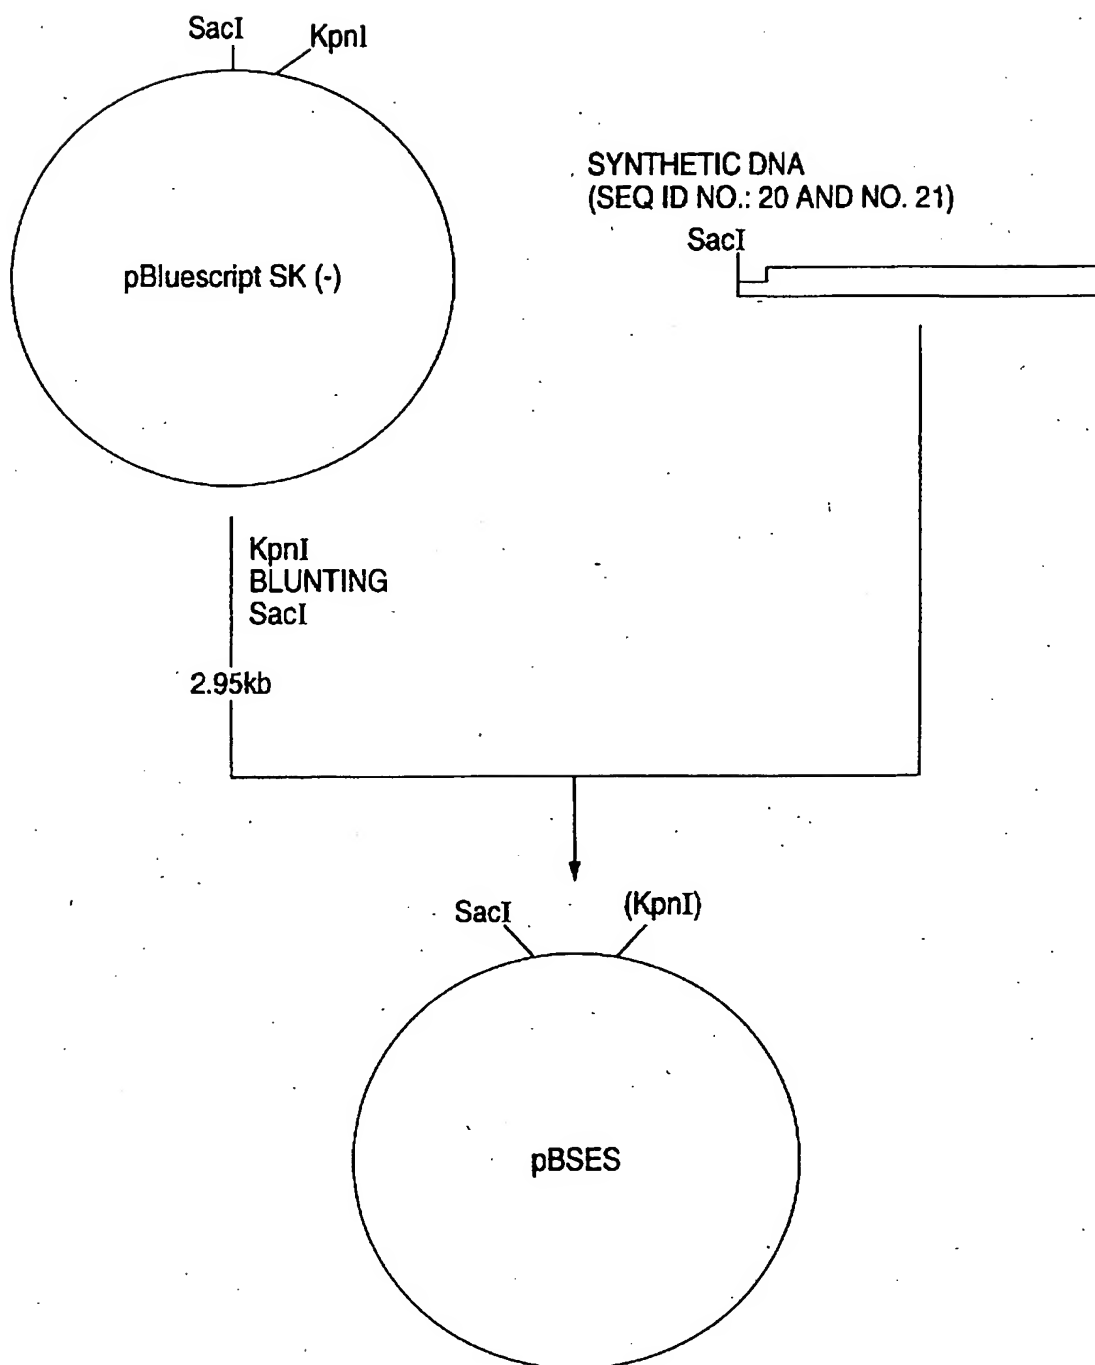 SacI
KpnI
pBluescript SK (-)
SYNTHETIC DNA
(SEQ ID NO.: 20 AND NO. 21)
SacI
KpnI
BLUNTING
SacI
2.95kb
SacI
(KpnI)
pBSES